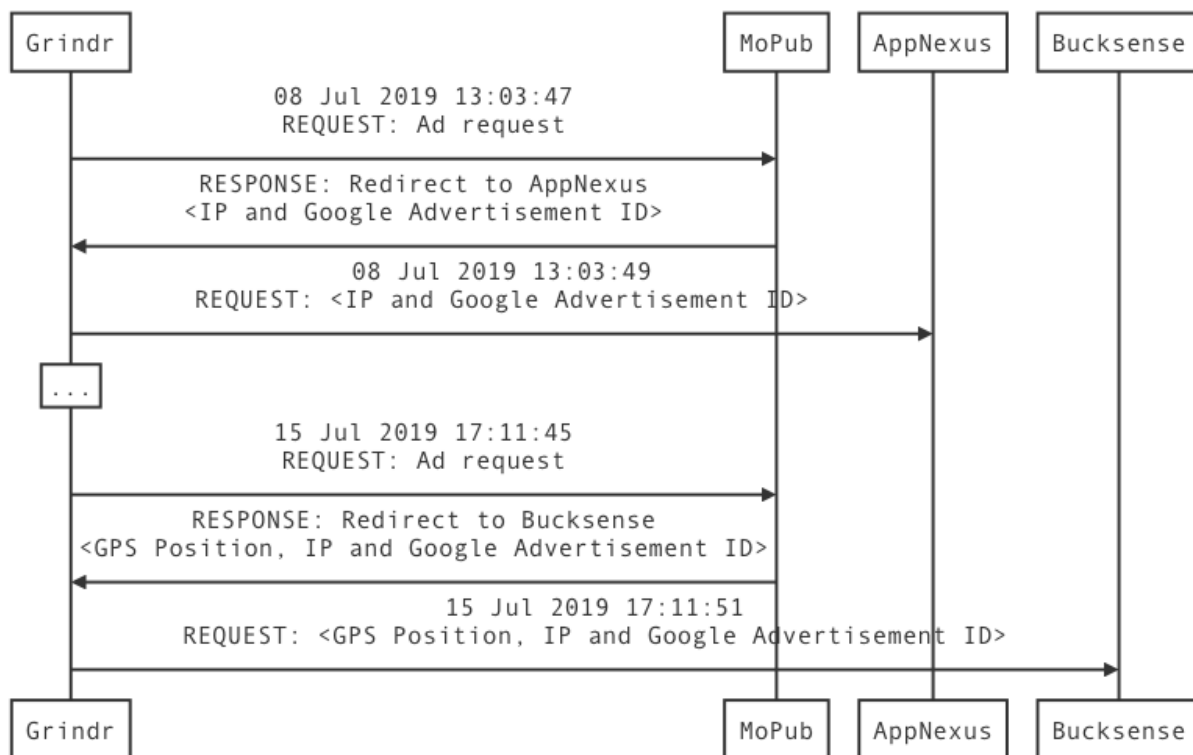 Grindr MoPub AppNexus Bucksense
08 Jul 2019 13:03:47
REQUEST: Ad request
RESPONSE: Redirect to AppNexus
<IP and Google Advertisement ID>
08 Jul 2019 13:03:49
REQUEST: <IP and Google Advertisement ID>
...
15 Jul 2019 17:11:45
REQUEST: Ad request
RESPONSE: Redirect to Bucksense
<GPS Position, IP and Google Advertisement ID>
15 Jul 2019 17:11:51
REQUEST: <GPS Position, IP and Google Advertisement ID>
Grindr MoPub AppNexus Bucksense